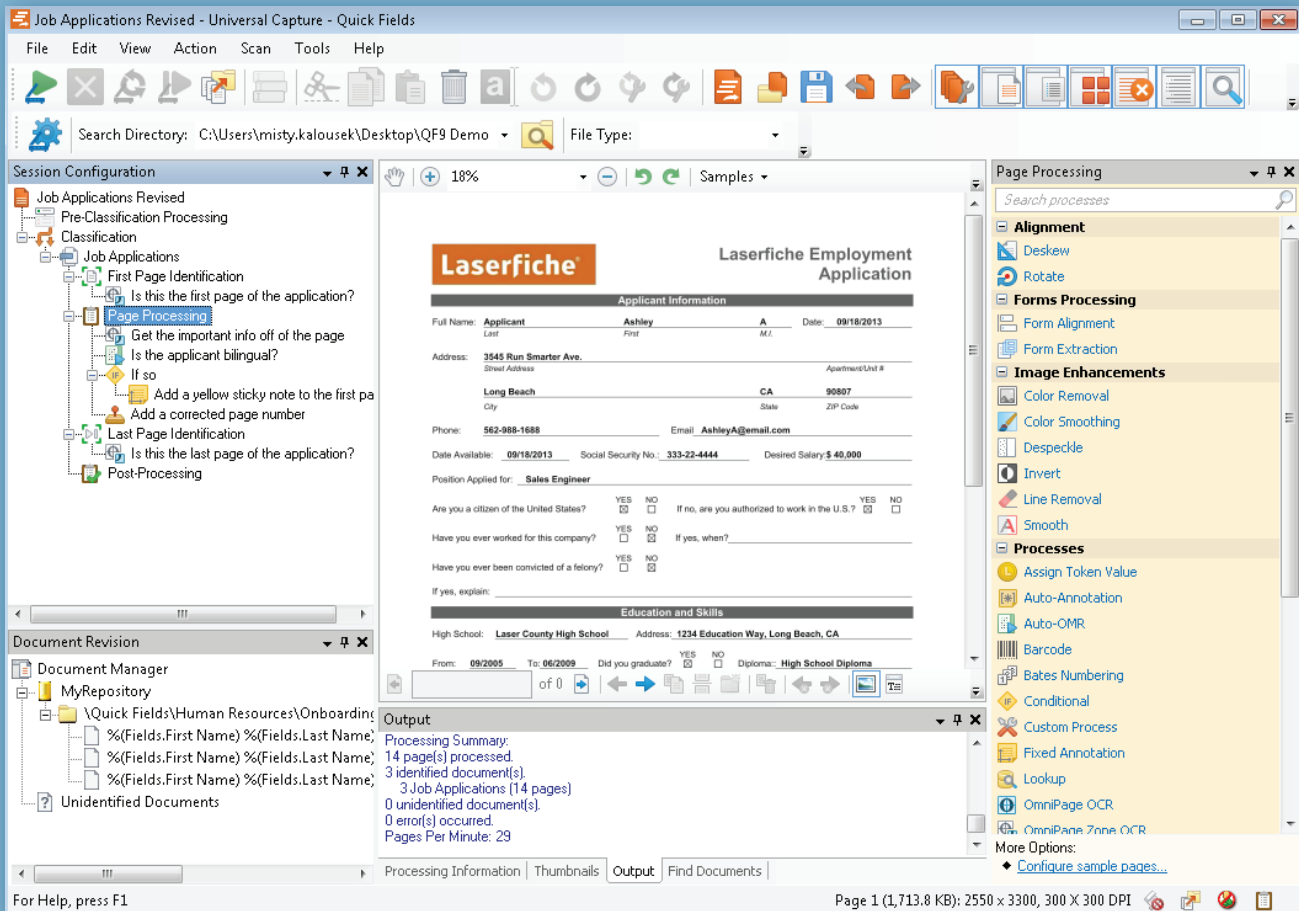 Job Applications Revised - Universal Capture - Quick Fields
File Edit View Action Scan Tools Help
Search Directory: C:\Users\misty.kalousek\Desktop\QF9 Demo File Type:
Session Configuration
Job Applications Revised
Pre-Classification Processing
Classification
Job Applications
First Page Identification
Is this the first page of the application?
Page Processing
Get the important info off of the page
Is the applicant bilingual?
If so
IF
Add a yellow sticky note to the first pa
Add a corrected page number
Last Page Identification
Is this the last page of the application?
Post-Processing
Document Revision
Document Manager
MyRepository
\Quick Fields\Human Resources\Onboarding
%(Fields.First Name) %(Fields.Last Name)
%(Fields.First Name) %(Fields.Last Name)
%(Fields.First Name) %(Fields.Last Name)
Unidentified Documents
18% Samples
Laserfiche®
Laserfiche Employment
Application
Applicant Information
Full Name: Applicant Ashley A Date: 09/18/2013
Last First M.I.
Address: 3545 Run Smarter Ave.
Street Address Apartment/Unit #
Long Beach CA 90807
City State ZIP Code
Phone: 562-988-1688 Email AshleyA@email.com
Date Available: 09/18/2013 Social Security No.: 333-22-4444 Desired Salary:$ 40,000
Position Applied for: Sales Engineer
YES NO YES NO
Are you a citizen of the United States? If no, are you authorized to work in the U.S.?
YES NO
Have you ever worked for this company? If yes, when?
YES NO
Have you ever been convicted of a felony?
If yes, explain:
Education and Skills
High School: Laser County High School Address: 1234 Education Way, Long Beach, CA
YES NO
From: 09/2005 To: 06/2009 Did you graduate? Diploma:: High School Diploma
of 0
Output
Processing Summary:
14 page(s) processed.
3 identified document(s).
3 Job Applications (14 pages)
0 unidentified document(s).
0 error(s) occurred.
Pages Per Minute: 29
Processing Information Thumbnails Output Find Documents
Page Processing
Search processes
Alignment
Deskew
Rotate
Forms Processing
Form Alignment
Form Extraction
Image Enhancements
Color Removal
Color Smoothing
Despeckle
Invert
Line Removal
Smooth
Processes
Assign Token Value
Auto-Annotation
Auto-OMR
Barcode
Bates Numbering
Conditional
Custom Process
Fixed Annotation
Lookup
OmniPage OCR
OmniPage Zone OCR
More Options:
Configure sample pages...
For Help, press F1
Page 1 (1,713.8 KB): 2550 x 3300, 300 X 300 DPI